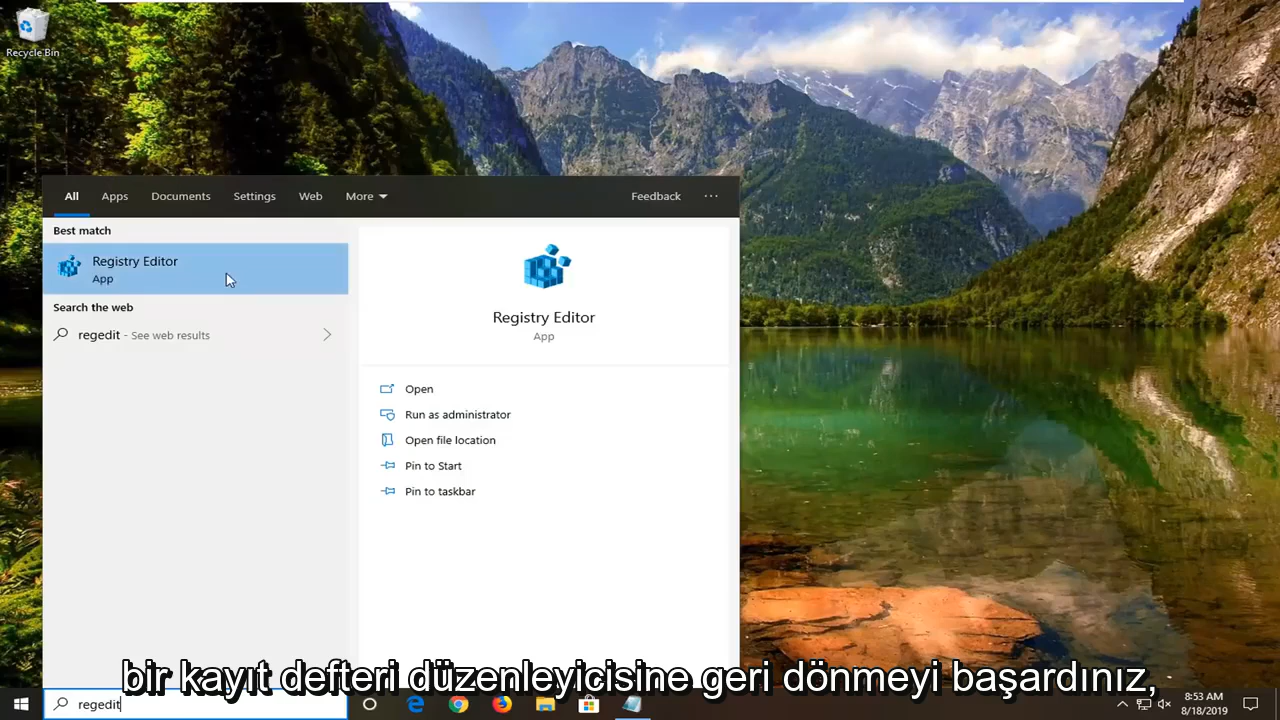 Recycle Bin
All Apps Documents Settings Web More Feedback ···
Best match
Registry Editor
App
Search the web
regedit - See web results
Registry Editor
App
Open
Run as administrator
Open file location
Pin to Start
Pin to taskbar
bir kayıt defteri düzenleyicisine geri dönmeyi başardınız,
regedit
8:53 AM
8/18/2019